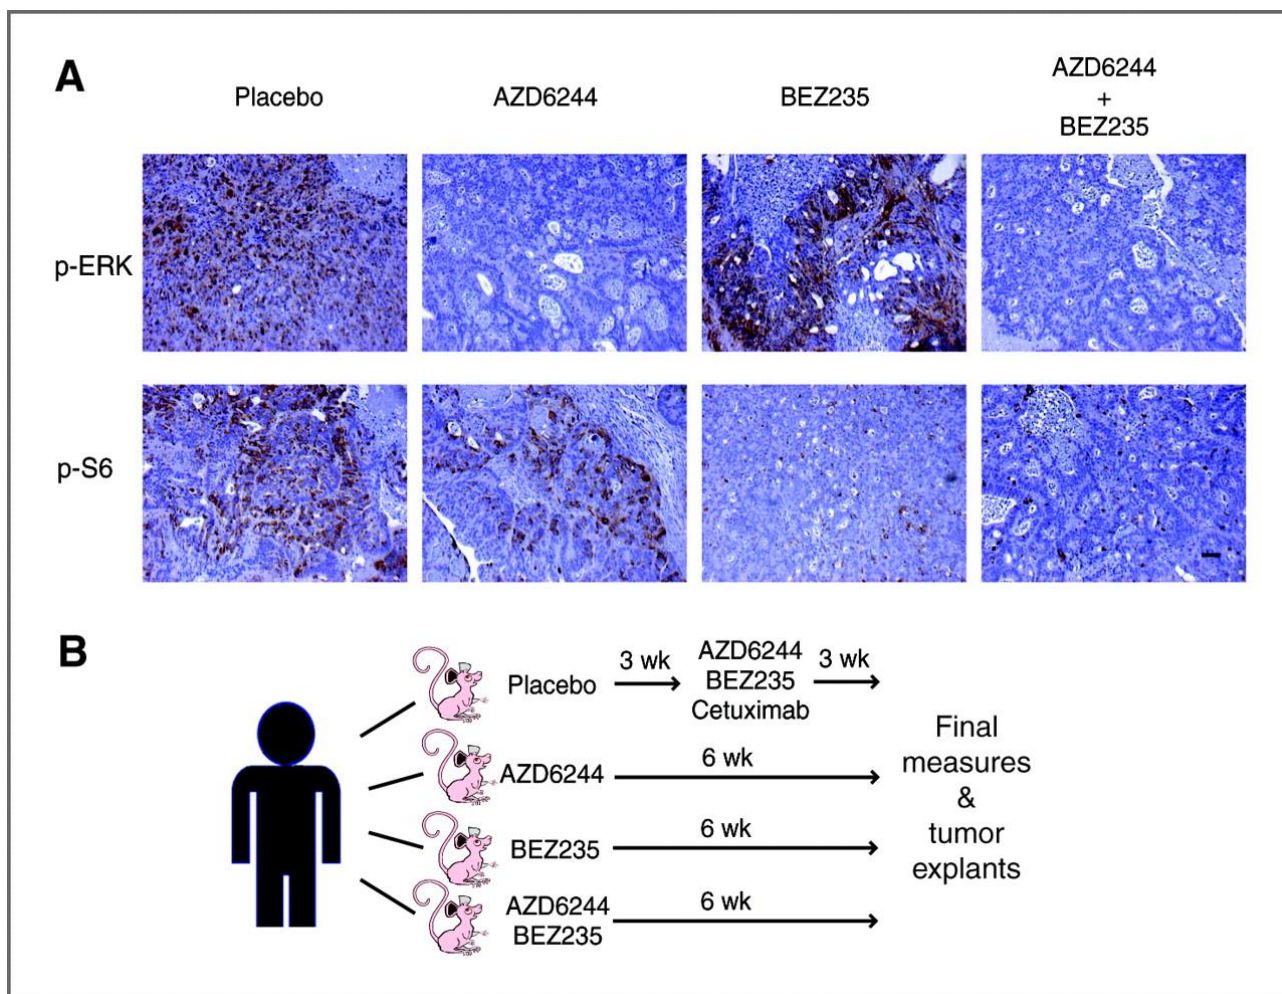 A
Placebo
AZD6244
BEZ235
AZD6244
+
BEZ235
p-ERK
p-S6
B
Placebo
3 wk
AZD6244
BEZ235
Cetuximab
3 wk
AZD6244
6 wk
BEZ235
6 wk
AZD6244
BEZ235
6 wk
Final
measures
&
tumor
explants